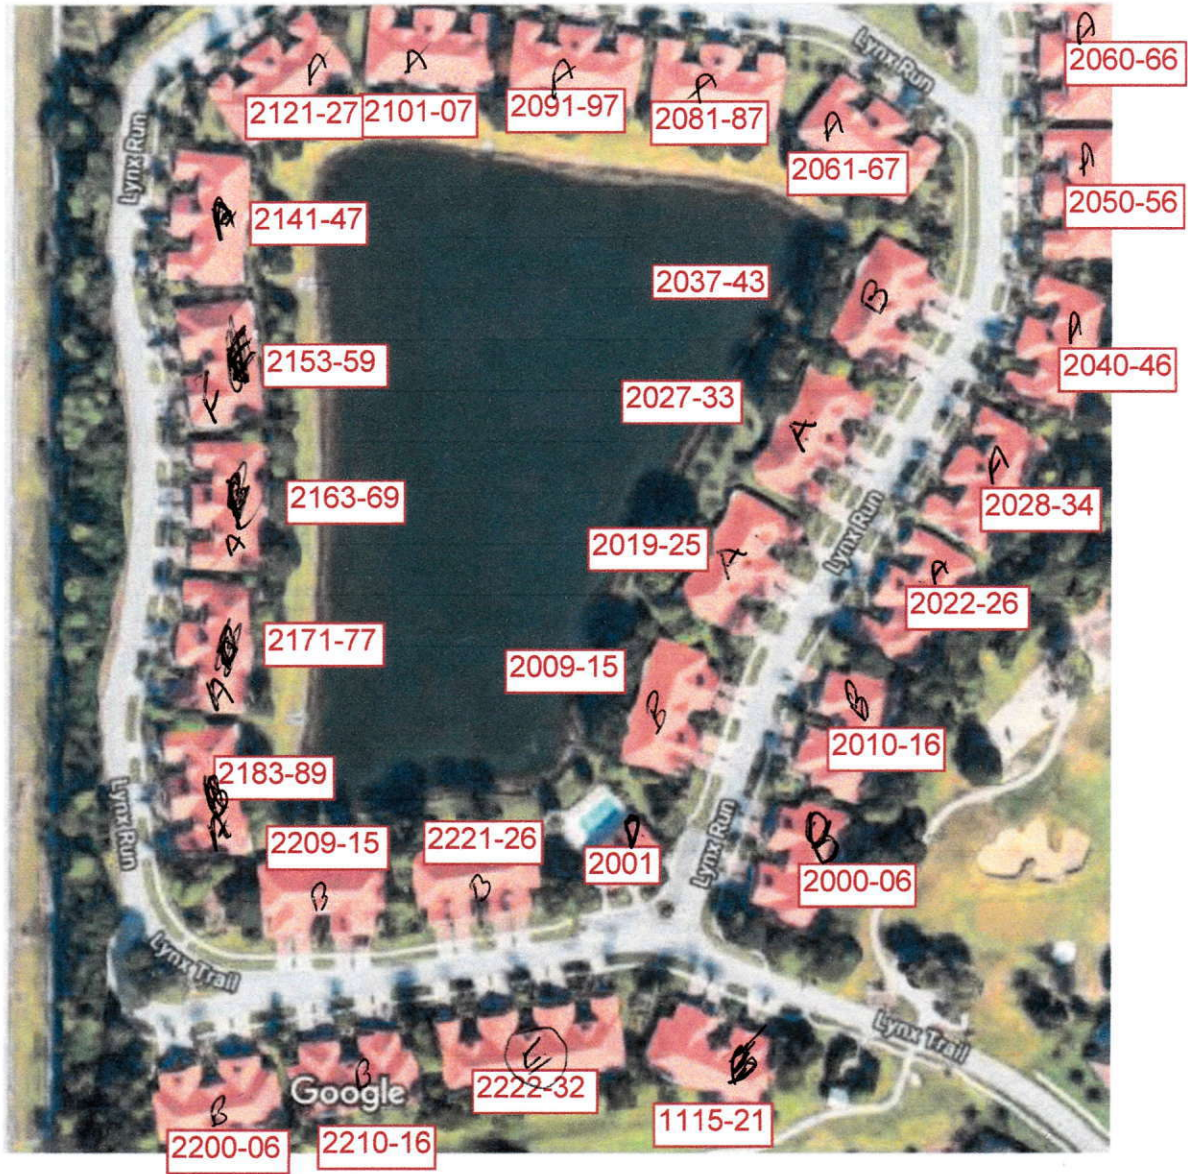 A
2060-66
Lynx Run
A
2121-27
A
2101-07
A
2091-97
A
2081-87
A
2061-67
A
2050-56
Lynx Run
2141-47
2037-43
B
A
2040-46
2153-59
2027-33
A
A
2028-34
A
2163-69
Lynx Run
2019-25
A
A
2022-26
2171-77
A
2009-15
B
B
2010-16
2183-89
A
Lynx Run
2209-15
B
2221-26
B
2001
Lynx Run
B
2000-06
Lynx Trail
Lynx Trail
B
2200-06
Google
B
2210-16
E
2222-32
1115-21